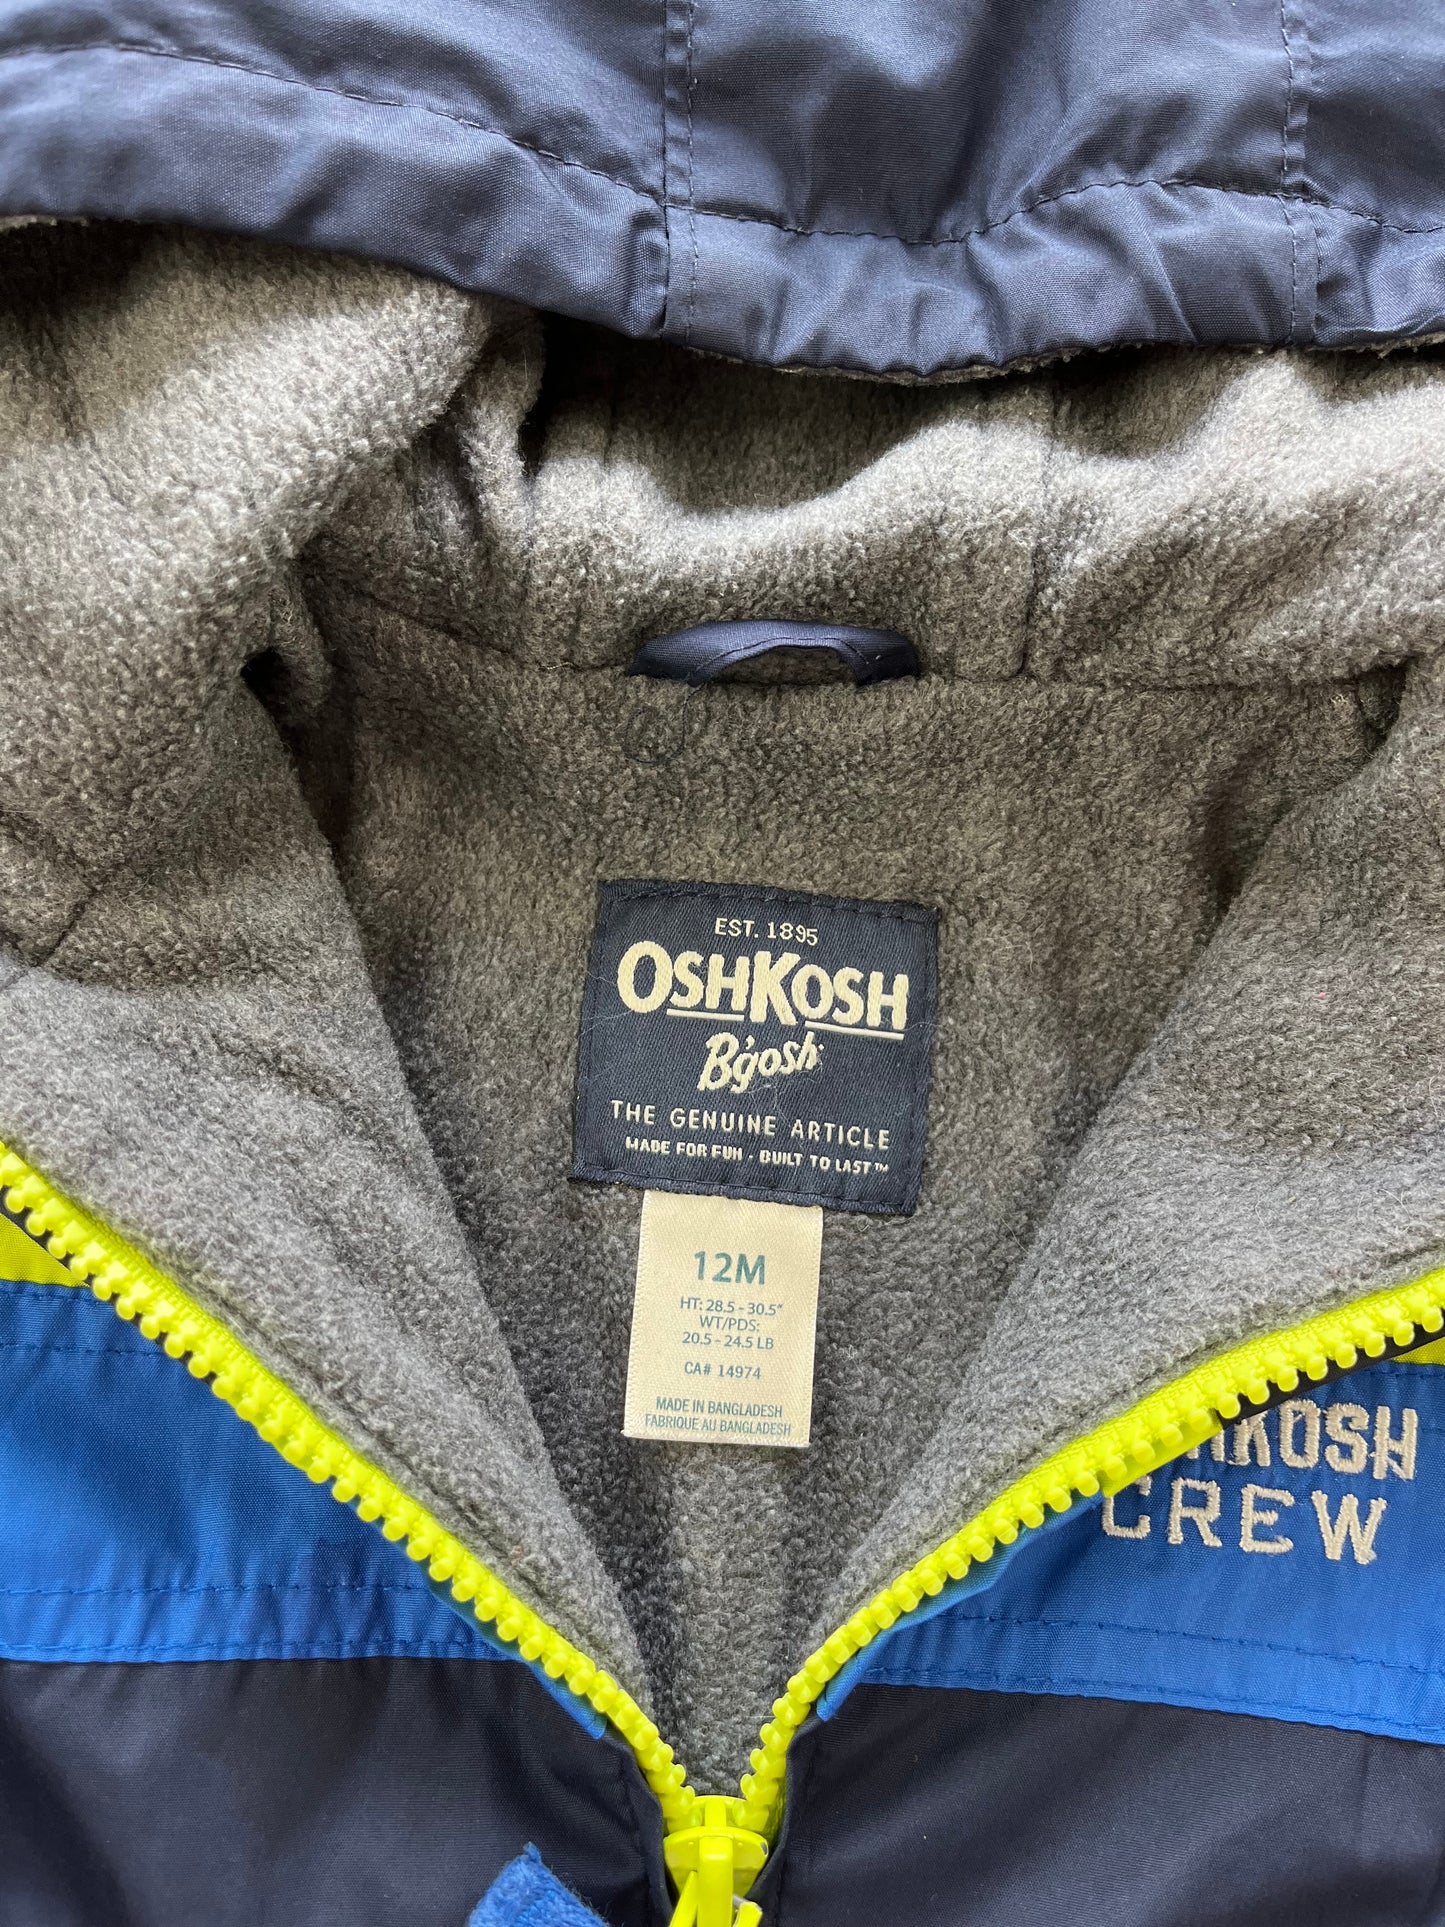 EST. 1895
OSHKOSH
B'gosh
THE GENUINE ARTICLE
MADE FOR FUN - BUILT TO LAST™
12M
HT: 28.5 - 30.5"
WT/PDS:
20.5 - 24.5 LB
CA# 14974
MADE IN BANGLADESH
FABRIQUE AU BANGLADESH
HKOSH
CREW